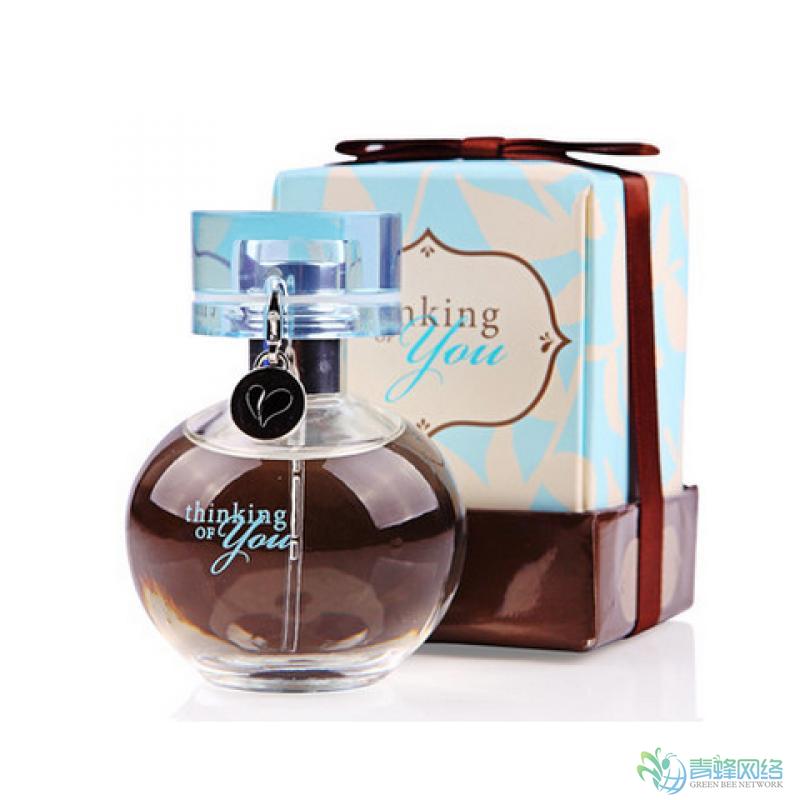 nking
OF You
thinking
OF You
青蜂网络
GREEN BEE NETWORK